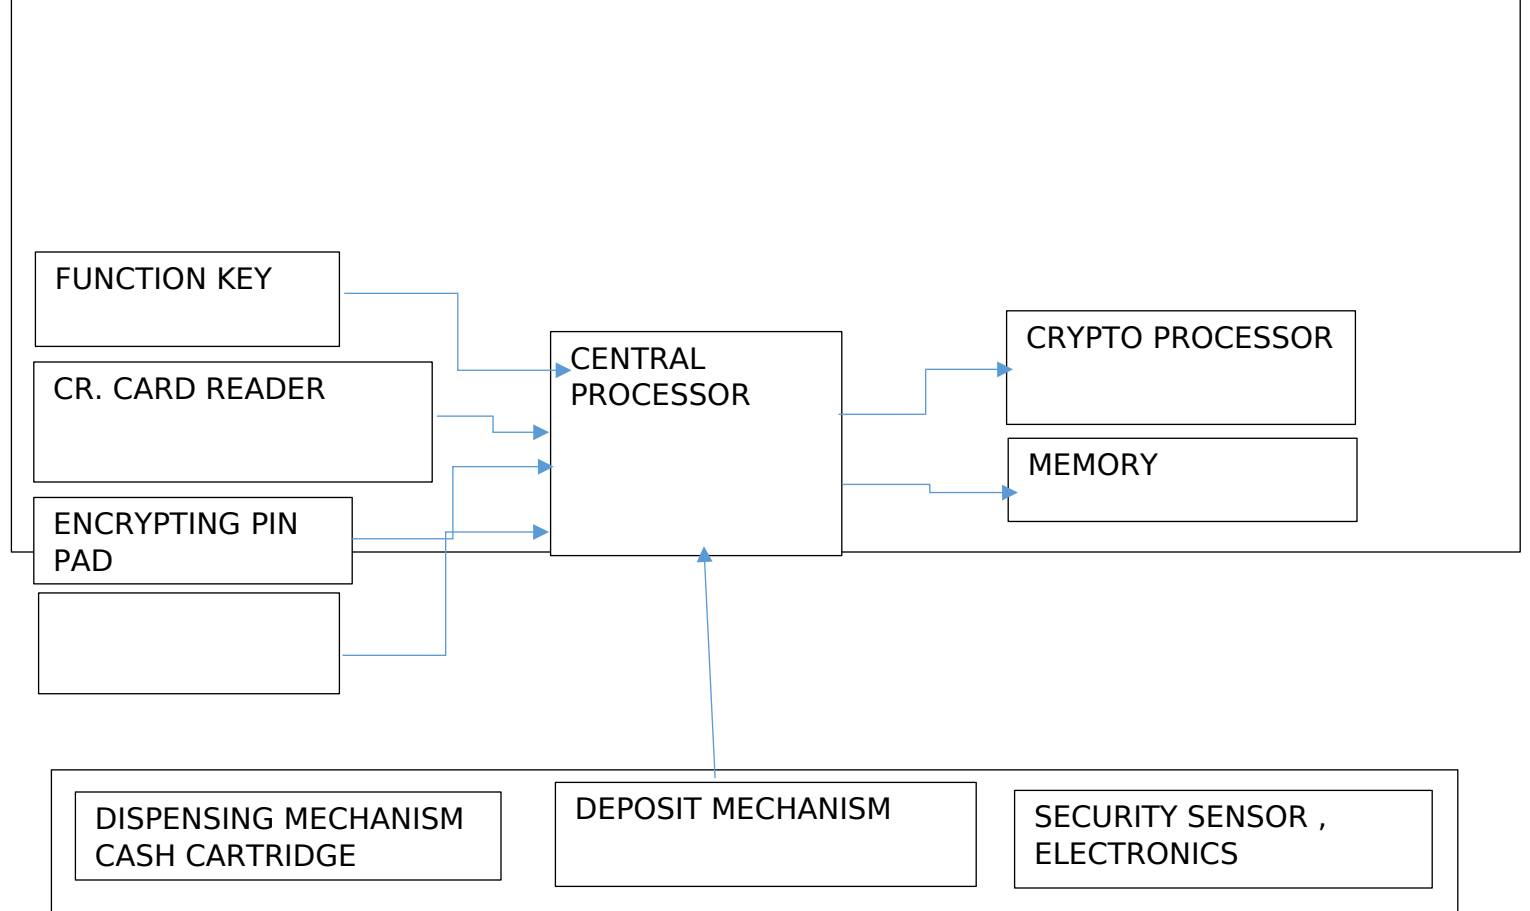 FUNCTION KEY
CR. CARD READER
ENCRYPTING PIN
PAD
CENTRAL
PROCESSOR
CRYPTO PROCESSOR
MEMORY
DISPENSING MECHANISM
CASH CARTRIDGE
DEPOSIT MECHANISM
SECURITY SENSOR ,
ELECTRONICS